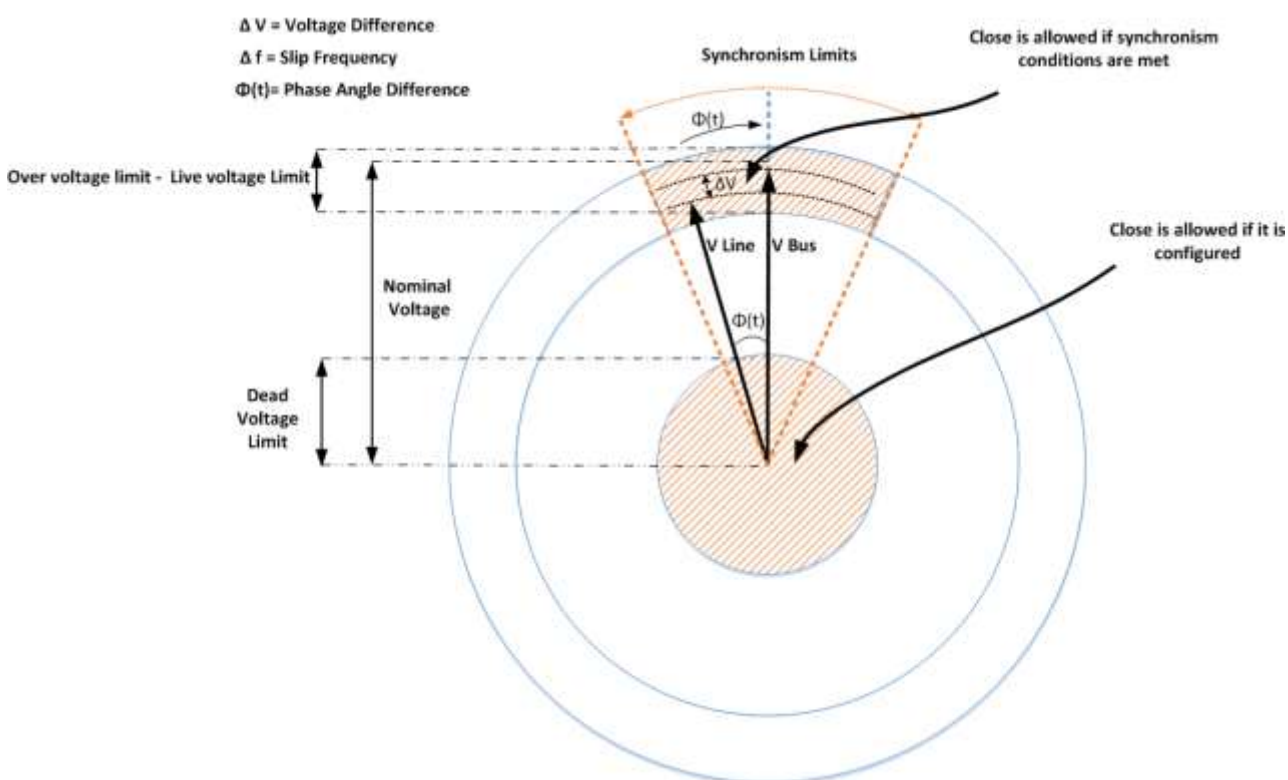 Δ V = Voltage Difference
Δ f = Slip Frequency
Φ(t)= Phase Angle Difference
Synchronism Limits
Close is allowed if synchronism
conditions are met
Φ(t)
Over voltage limit - Live voltage Limit
ΔV
V Line
V Bus
Close is allowed if it is
configured
Nominal
Voltage
Φ(t)
Dead
Voltage
Limit